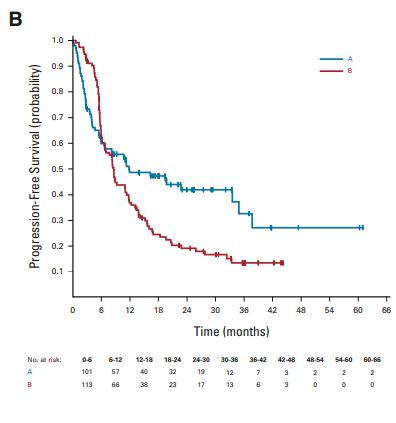 B
1.0
0.9
0.8
0.7
0.6
0.5
0.4
0.3
0.2
0.1
Progression-Free Survival (probability)
A
B
0 6 12 18 24 30 36 42 48 54 60 66
Time (months)
No. at risk: 0-6 6-12 12-18 18-24 24-30 30-36 36-42 42-48 48-54 54-60 60-66
A 101 57 40 32 19 12 7 3 2 2 2
B 113 66 38 23 17 13 6 3 0 0 0